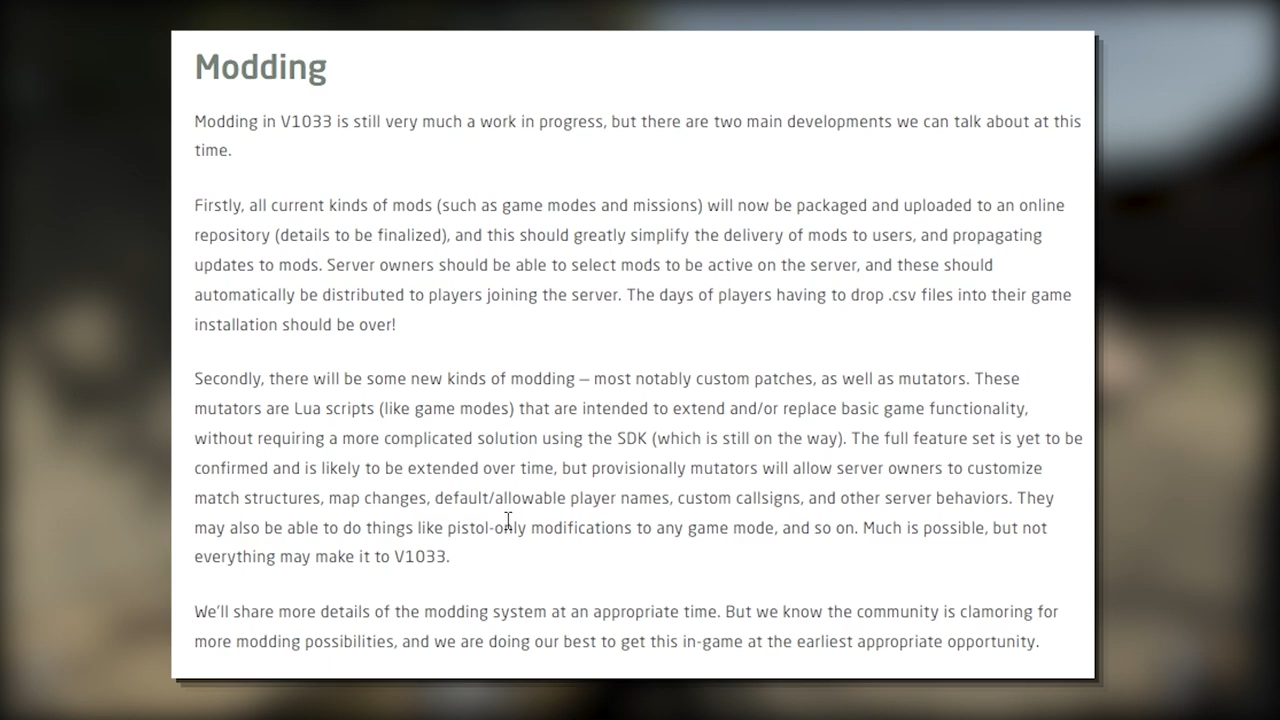 Modding
Modding in V1033 is still very much a work in progress, but there are two main developments we can talk about at this
time.
Firstly, all current kinds of mods (such as game modes and missions) will now be packaged and uploaded to an online
repository (details to be finalized), and this should greatly simplify the delivery of mods to users, and propagating
updates to mods. Server owners should be able to select mods to be active on the server, and these should
automatically be distributed to players joining the server. The days of players having to drop .csv files into their game
installation should be over!
Secondly, there will be some new kinds of modding – most notably custom patches, as well as mutators. These
mutators are Lua scripts (like game modes) that are intended to extend and/or replace basic game functionality,
without requiring a more complicated solution using the SDK (which is still on the way). The full feature set is yet to be
confirmed and is likely to be extended over time, but provisionally mutators will allow server owners to customize
match structures, map changes, default/allowable player names, custom callsigns, and other server behaviors. They
may also be able to do things like pistol-only modifications to any game mode, and so on. Much is possible, but not
everything may make it to V1033.
We'll share more details of the modding system at an appropriate time. But we know the community is clamoring for
more modding possibilities, and we are doing our best to get this in-game at the earliest appropriate opportunity.